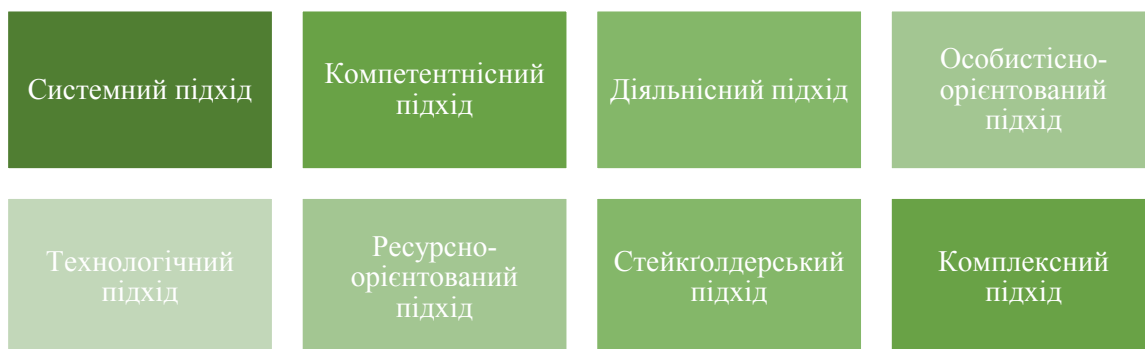 Системний підхід
Компетентнісний
підхід
Діяльнісний підхід
Особистісно-
орієнтований
підхід
Технологічний
підхід
Ресурсно-
орієнтований
підхід
Стейкґолдерський
підхід
Комплексний
підхід